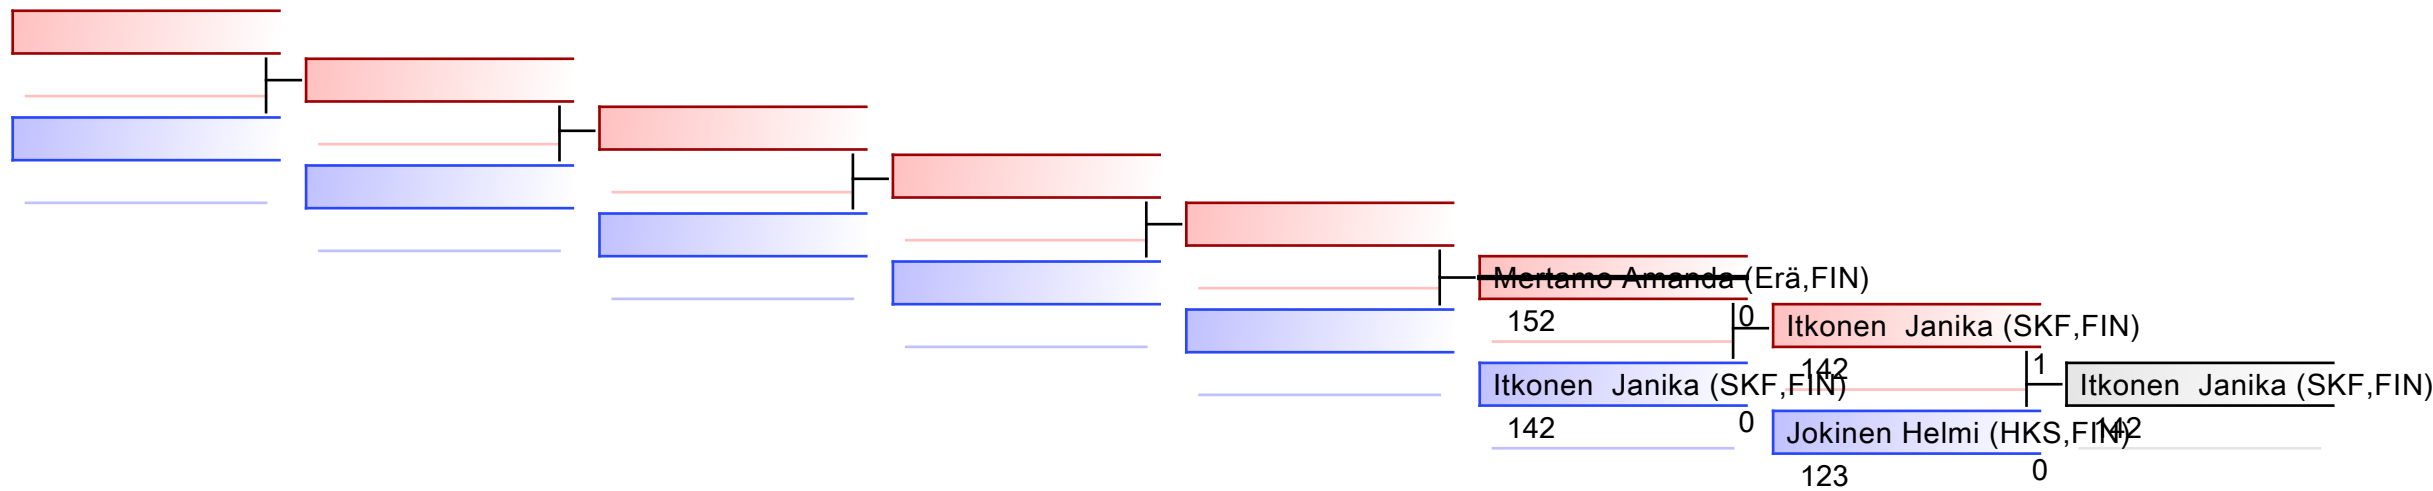 Mertamo Amanda (Erä,FIN)
152
0
Itkonen  Janika (SKF,FIN)
142
0
Itkonen  Janika (SKF,FIN)
142
1
Jokinen Helmi (HKS,FIN)
123
0
Itkonen  Janika (SKF,FIN)
142